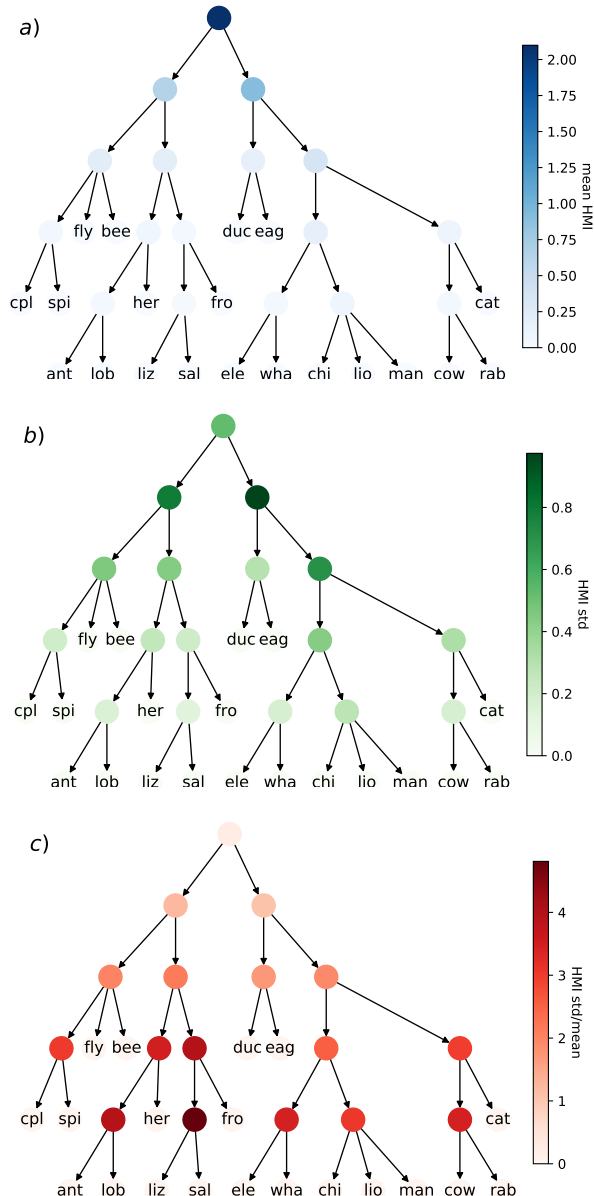 a)
fly bee duc eag
cpl spi her fro cat
ant lob liz sal ele wha chi lio man cow rab
2.00
1.75
1.50
1.25
1.00
0.75
0.50
0.25
0.00
mean HMI
b)
fly bee duc eag
cpl spi her fro cat
ant lob liz sal ele wha chi lio man cow rab
0.8
0.6
0.4
0.2
0.0
HMI std
c)
fly bee duc eag
cpl spi her fro cat
ant lob liz sal ele wha chi lio man cow rab
4
3
2
1
0
HMI std/mean